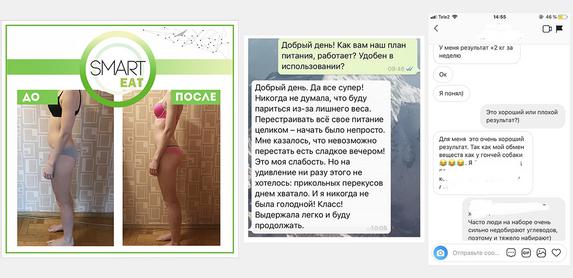 SMART
EAT
ДО
ПОСЛЕ
Добрый день! Как вам наш план
питания, работает? Удобен в
использовании?
09:46
Добрый день. Да все супер!
Никогда не думала, что буду
париться из-за лишнего веса.
Перестраивать всё свое питание
целиком – начать было непросто.
Мне казалось, что невозможно
перестать есть сладкое вечером!
Это моя слабость. Но на
удивление ни разу этого не
хотелось: прикольных перекусов
днем хватало. И я никогда не
была голодной! Класс!
Выдержала легко и буду
продолжать.
10:05
Tele2
14:55
46 %
У меня результат +2 кг за
неделю
Ок
Я понял)
Это хороший или плохой
результат?)
Для меня это очень хороший
результат. Так как мой обмен
веществ как у гончей собаки
😂😂😂. Я
Часто люди на наборе очень
сильно недобирают углеводов,
поэтому и тяжело набирают)
Отправьте соо...
GIF